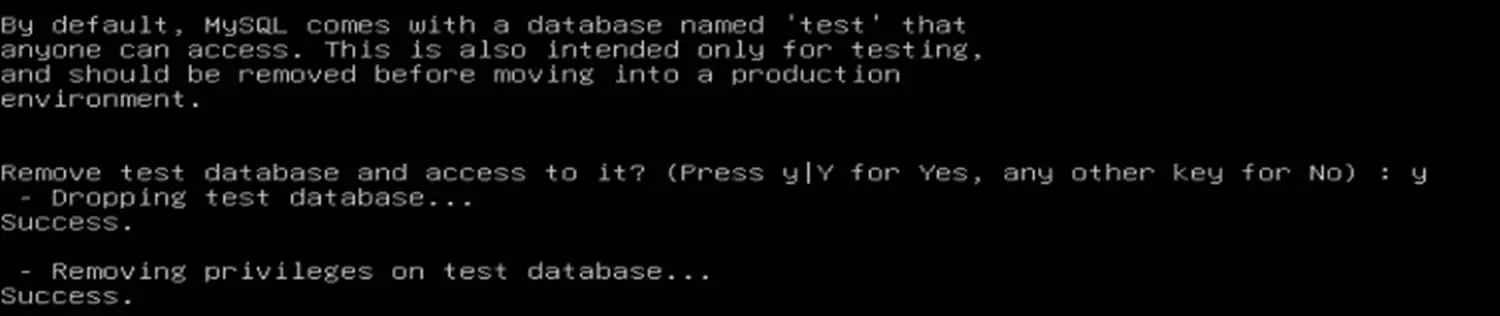 By default, MySQL comes with a database named 'test' that
anyone can access. This is also intended only for testing,
and should be removed before moving into a production
environment.
Remove test database and access to it? (Press y|Y for Yes, any other key for No) : y
 - Dropping test database...
Success.
 - Removing privileges on test database...
Success.